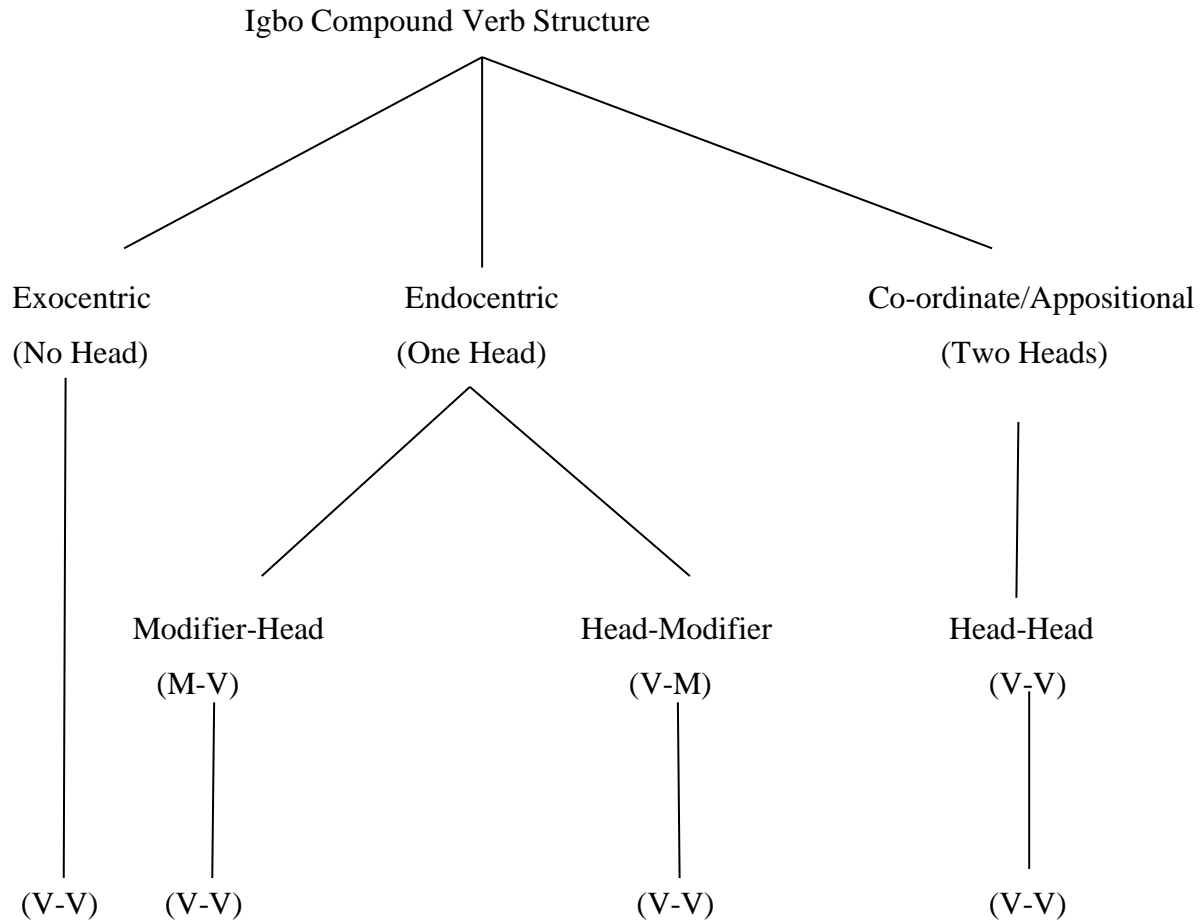 Igbo Compound Verb Structure
Exocentric Endocentric Co-ordinate/Appositional
(No Head) (One Head) (Two Heads)
Modifier-Head Head-Modifier Head-Head
(M-V) (V-M) (V-V)
(V-V) (V-V) (V-V) (V-V)